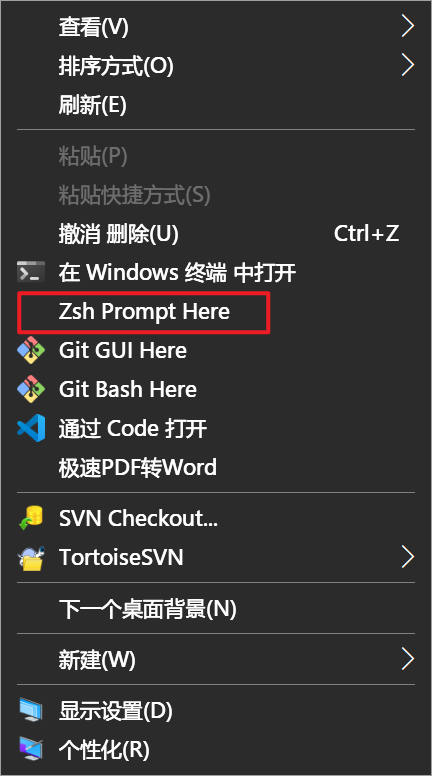 查看(V)
排序方式(O)
刷新(E)
粘贴(P)
粘贴快捷方式(S)
撤消 删除(U) Ctrl+Z
在 Windows 终端 中打开
Zsh Prompt Here
Git GUI Here
Git Bash Here
通过 Code 打开
极速PDF转Word
SVN Checkout...
TortoiseSVN
下一个桌面背景(N)
新建(W)
显示设置(D)
个性化(R)